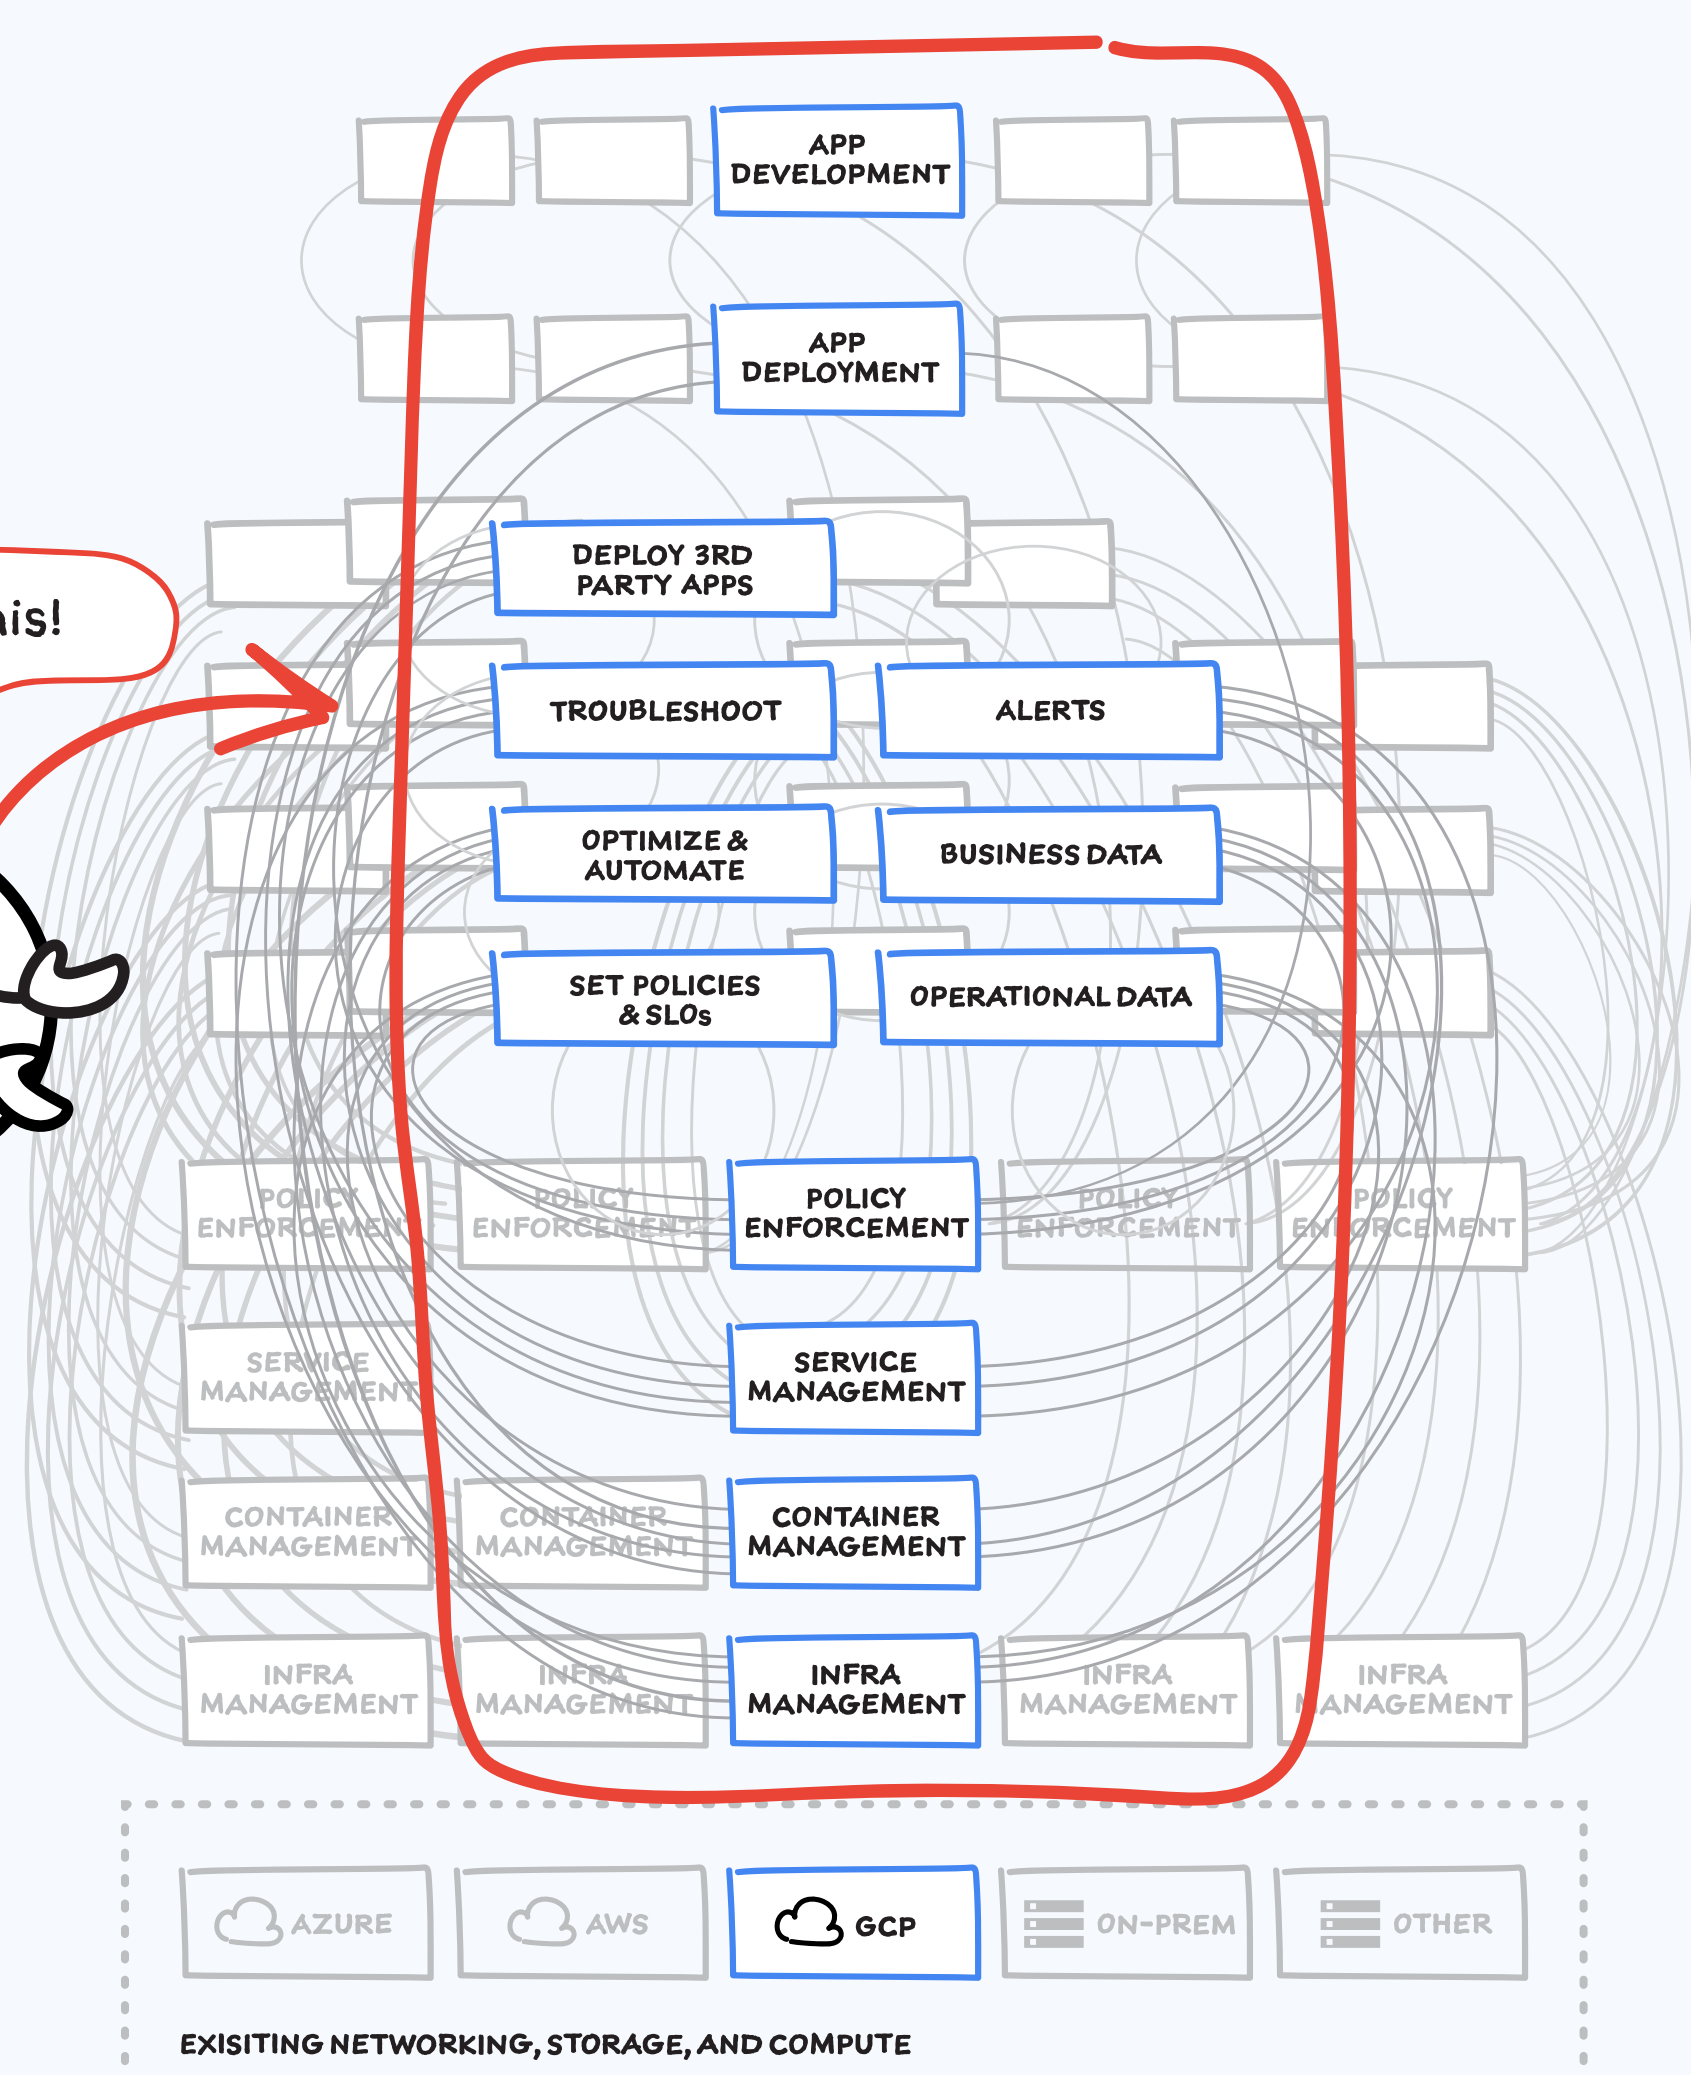 APP
DEVELOPMENT
APP
DEPLOYMENT
DEPLOY 3RD
PARTY APPS
TROUBLESHOOT
ALERTS
OPTIMIZE &
AUTOMATE
BUSINESS DATA
SET POLICIES
& SLOs
OPERATIONAL DATA
POLICY
ENFORCEMENT
POLICY
ENFORCEMENT
POLICY
ENFORCEMENT
POLICY
ENFORCEMENT
POLICY
ENFORCEMENT
SERVICE
MANAGEMENT
SERVICE
MANAGEMENT
CONTAINER
MANAGEMENT
CONTAINER
MANAGEMENT
CONTAINER
MANAGEMENT
INFRA
MANAGEMENT
INFRA
MANAGEMENT
INFRA
MANAGEMENT
INFRA
MANAGEMENT
INFRA
MANAGEMENT
AZURE
AWS
GCP
ON-PREM
OTHER
EXISITING NETWORKING, STORAGE, AND COMPUTE